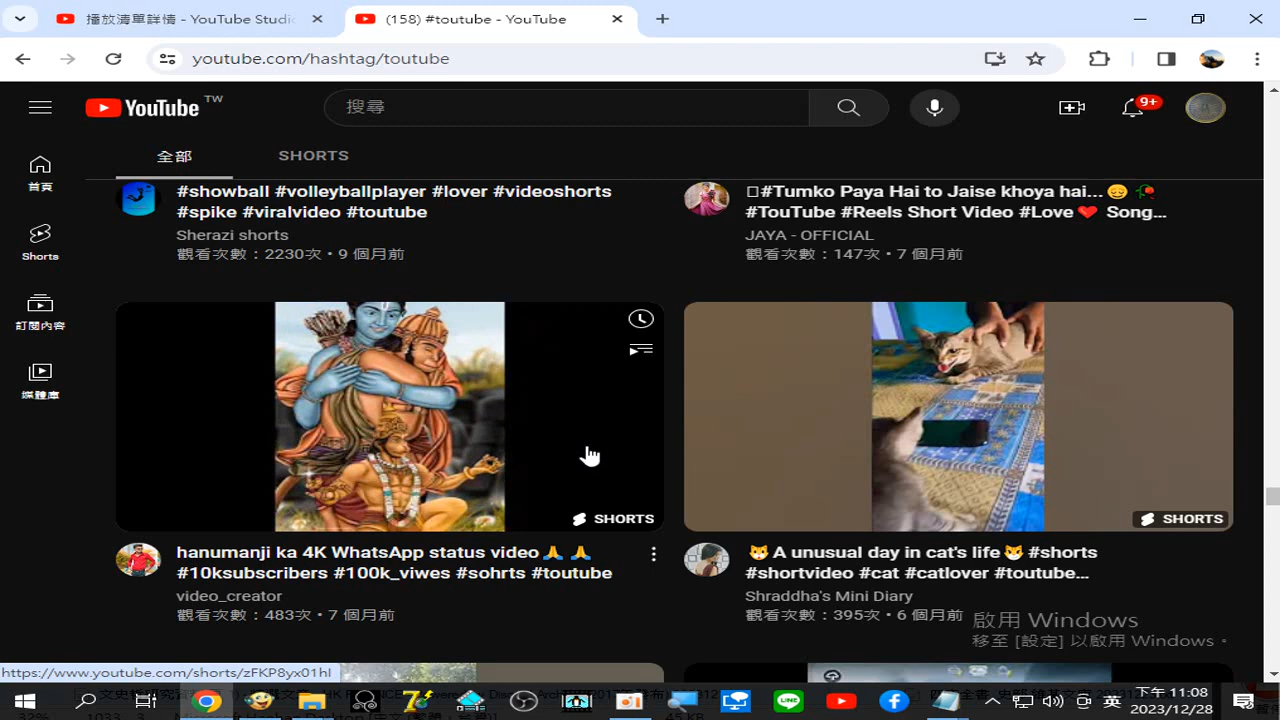 播放清單詳情 - YouTube Studi
(158) #toutube - YouTube
youtube.com/hashtag/toutube
YouTube TW
搜尋
9+
全部
SHORTS
首頁
Shorts
訂閱內容
媒體庫
#showball #volleyballplayer #lover #videoshorts
#spike #viralvideo #toutube
Sherazi shorts
觀看次數：2230次 • 9 個月前
#Tumko Paya Hai to Jaise khoya hai...😔 🥀
#TouTube #Reels Short Video #Love❤️ Song...
JAYA - OFFICIAL
觀看次數：147次 • 7 個月前
SHORTS
SHORTS
hanumanji ka 4K WhatsApp status video🙏 🙏
#10ksubscribers #100k_viwes #sohrts #toutube
video_creator
觀看次數：483次 • 7 個月前
🐯 A unusual day in cat's life🐯 #shorts
#shortvideo #cat #catlover #toutube...
Shraddha's Mini Diary
觀看次數：395次 • 6 個月前
啟用 Windows
移至 [設定] 以啟用 Windows。
https://www.youtube.com/shorts/zFKP8yx01hI
英
下午 11:08
2023/12/28